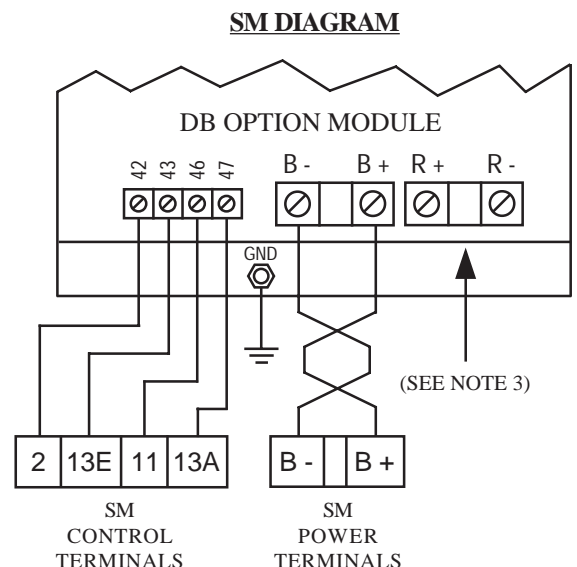 SM DIAGRAM
DB OPTION MODULE
42 43 46 47
B - B + R + R -
GND
(SEE NOTE 3)
2 13E 11 13A
B - B +
SM
CONTROL
TERMINALS
SM
POWER
TERMINALS